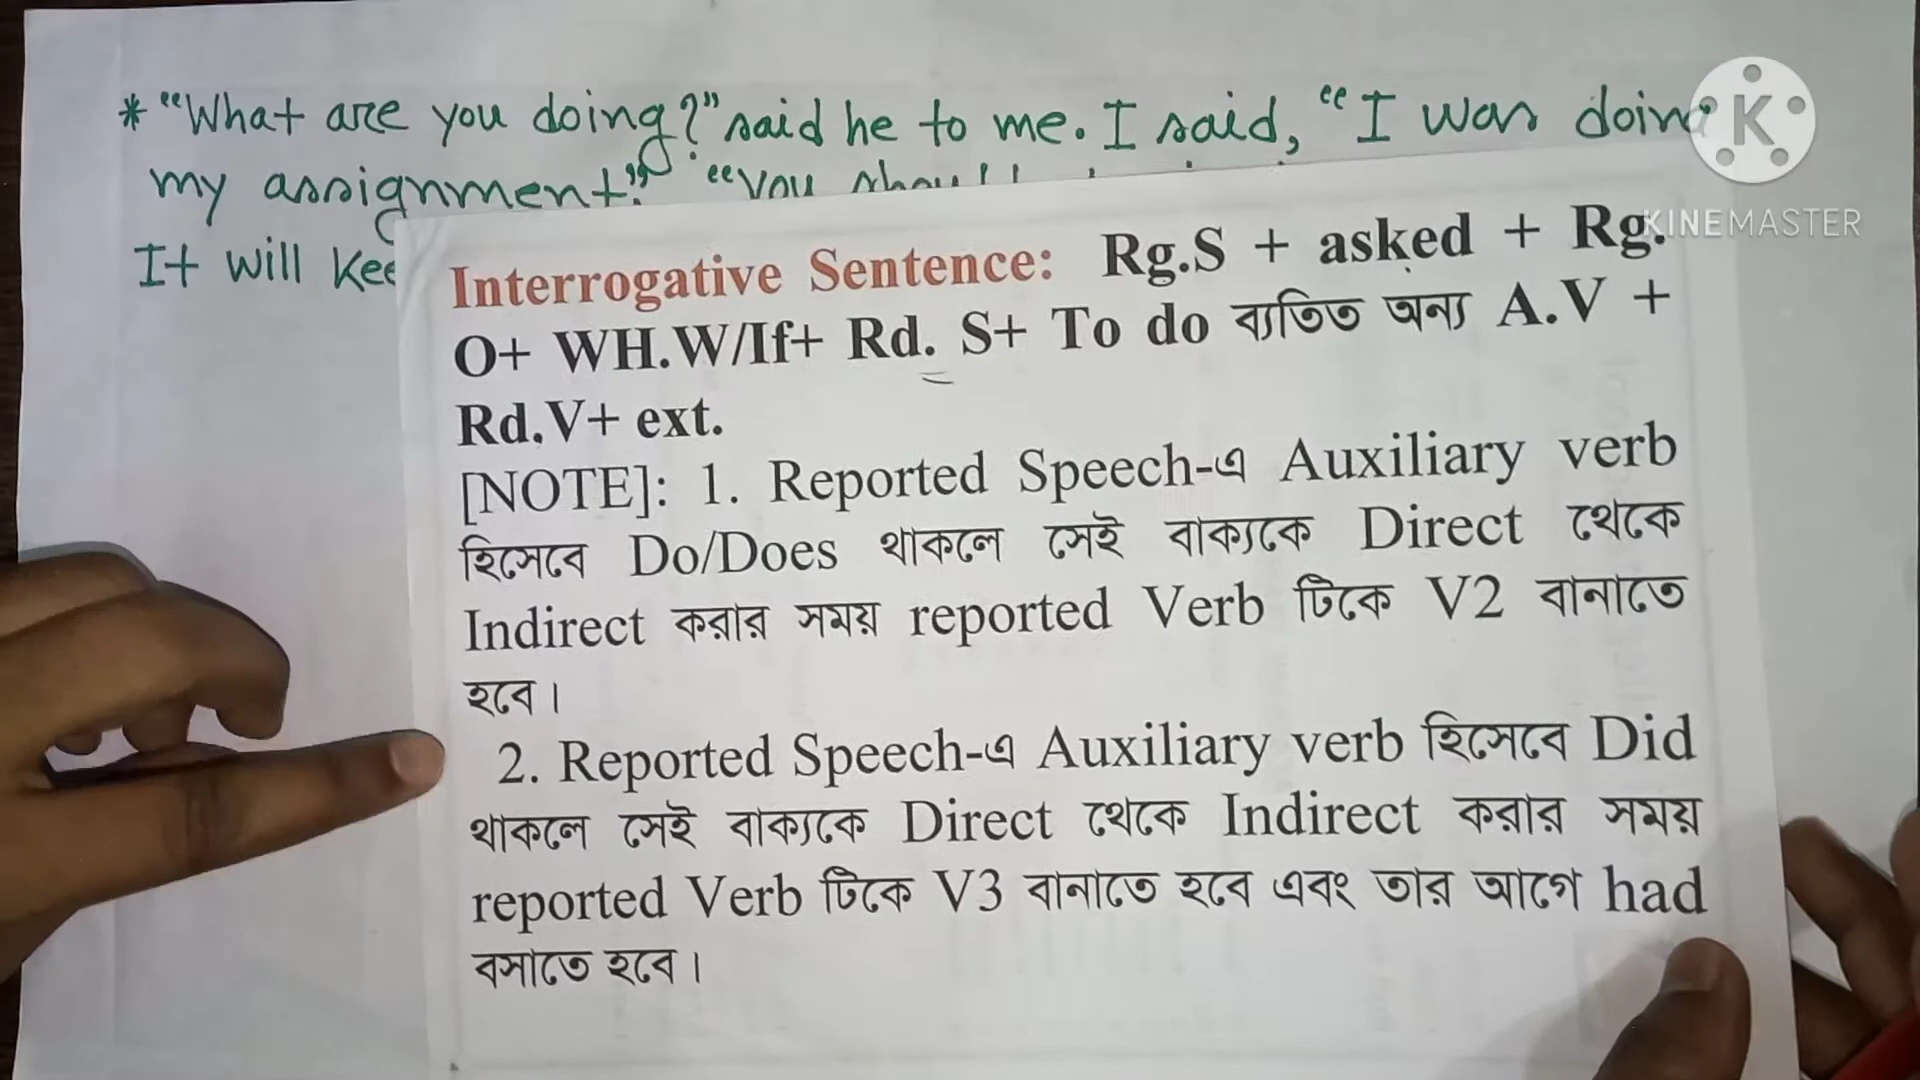 * "What are you doing?" said he to me. I said, "I was doing
my assignment." "You should
It will kee
KINEMASTER
Interrogative Sentence: Rg.S + asked + Rg.
O+ WH.W/If+ Rd. S+ To do ব্যতিত অন্য A.V +
Rd.V+ ext.
[NOTE]: 1. Reported Speech-এ Auxiliary verb
হিসেবে Do/Does থাকলে সেই বাক্যকে Direct থেকে
Indirect করার সময় reported Verb টিকে V2 বানাতে
হবে।
2. Reported Speech-এ Auxiliary verb হিসেবে Did
থাকলে সেই বাক্যকে Direct থেকে Indirect করার সময়
reported Verb টিকে V3 বানাতে হবে এবং তার আগে had
বসাতে হবে।